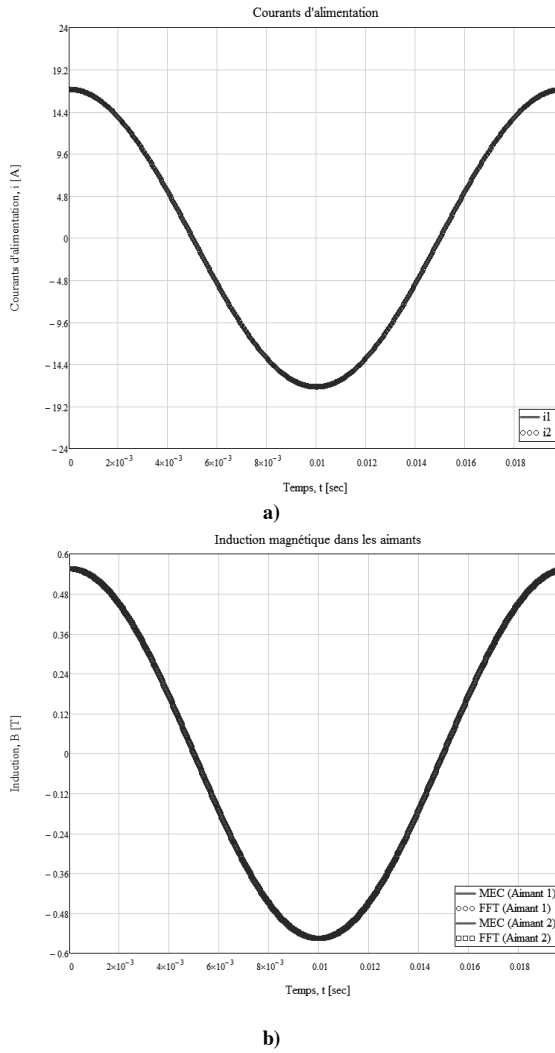 Courants d'alimentation
24
19.2
14.4
9.6
4.8
0
− 4.8
− 9.6
− 14.4
− 19.2
− 24
Courants d'alimentation, i [A]
0 2×10⁻³ 4×10⁻³ 6×10⁻³ 8×10⁻³ 0.01 0.012 0.014 0.016 0.018
Temps, t [sec]
i1
i2
a)
Induction magnétique dans les aimants
0.6
0.48
0.36
0.24
0.12
0
− 0.12
− 0.24
− 0.36
− 0.48
− 0.6
Induction, B [T]
0 2×10⁻³ 4×10⁻³ 6×10⁻³ 8×10⁻³ 0.01 0.012 0.014 0.016 0.018
Temps, t [sec]
MEC (Aimant 1)
FFT (Aimant 1)
MEC (Aimant 2)
FFT (Aimant 2)
b)